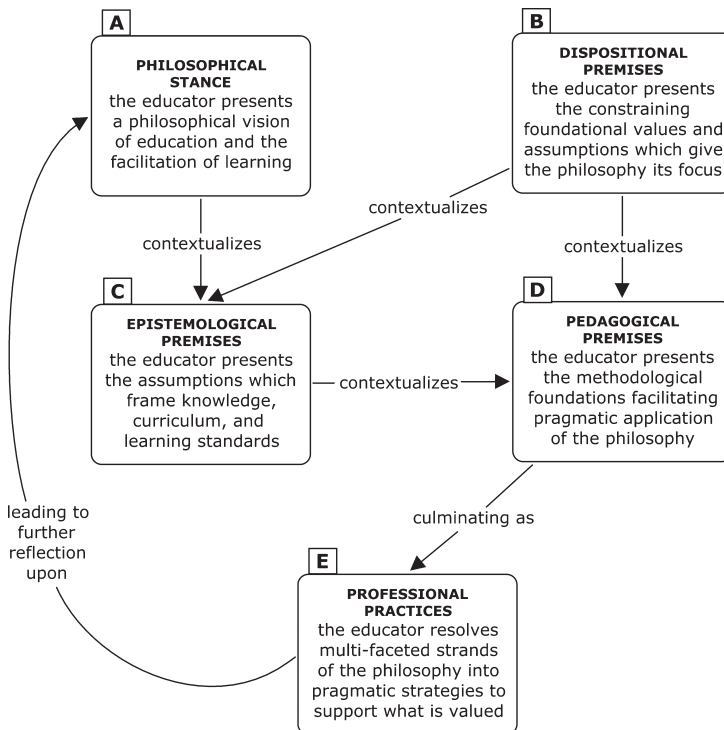 A
PHILOSOPHICAL
STANCE
the educator presents
a philosophical vision
of education and the
facilitation of learning
B
DISPOSITIONAL
PREMISES
the educator presents
the constraining
foundational values and
assumptions which give
the philosophy its focus
contextualizes
contextualizes
contextualizes
C
EPISTEMOLOGICAL
PREMISES
the educator presents
the assumptions which
frame knowledge,
curriculum, and
learning standards
contextualizes
D
PEDAGOGICAL
PREMISES
the educator presents
the methodological
foundations facilitating
pragmatic application
of the philosophy
culminating as
leading to
further
reflection
upon
E
PROFESSIONAL
PRACTICES
the educator resolves
multi-faceted strands
of the philosophy into
pragmatic strategies to
support what is valued